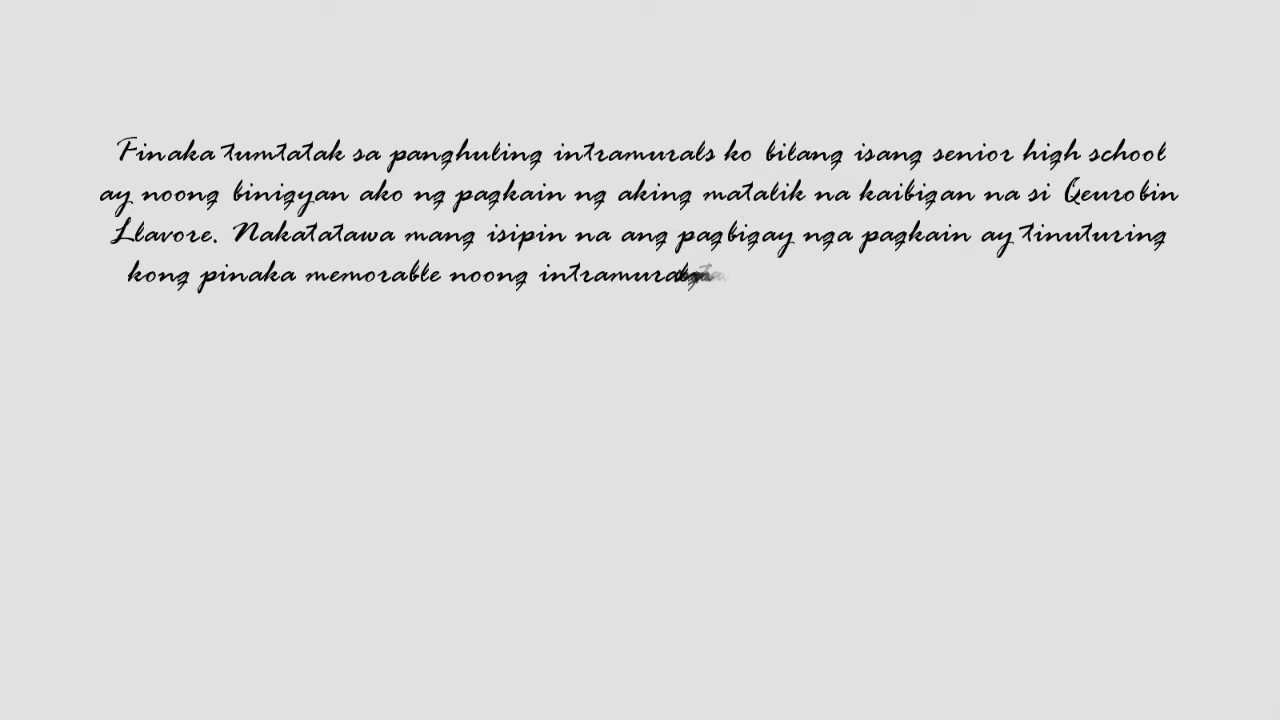 Finaka tumtatak sa panghuling intramurals ko bilang isang senior high school
ay noong binigyan ako ng pagkain ng aking matalik na kaibigan na si Qeurobin
Llavore. Nakatatawa mang isipin na ang pagbigay nga pagkain ay tinuturing
kong pinaka memorable noong